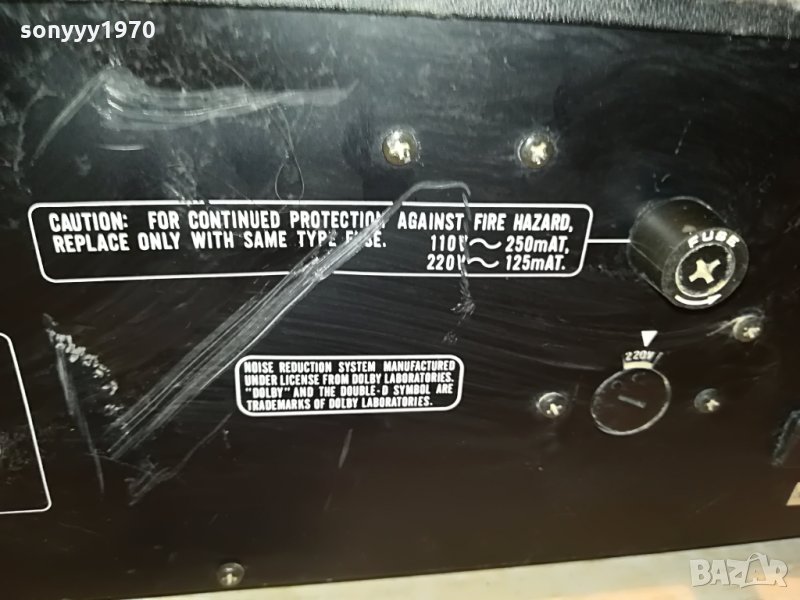 sonyyy1970
CAUTION: FOR CONTINUED PROTECTION AGAINST FIRE HAZARD,
REPLACE ONLY WITH SAME TYPE FUSE. 110V~ 250mAT,
220V~ 125mAT.
FUSE
220V
NOISE REDUCTION SYSTEM MANUFACTURED
UNDER LICENSE FROM DOLBY LABORATORIES.
"DOLBY" AND THE DOUBLE-D SYMBOL ARE
TRADEMARKS OF DOLBY LABORATORIES.
BAZAR